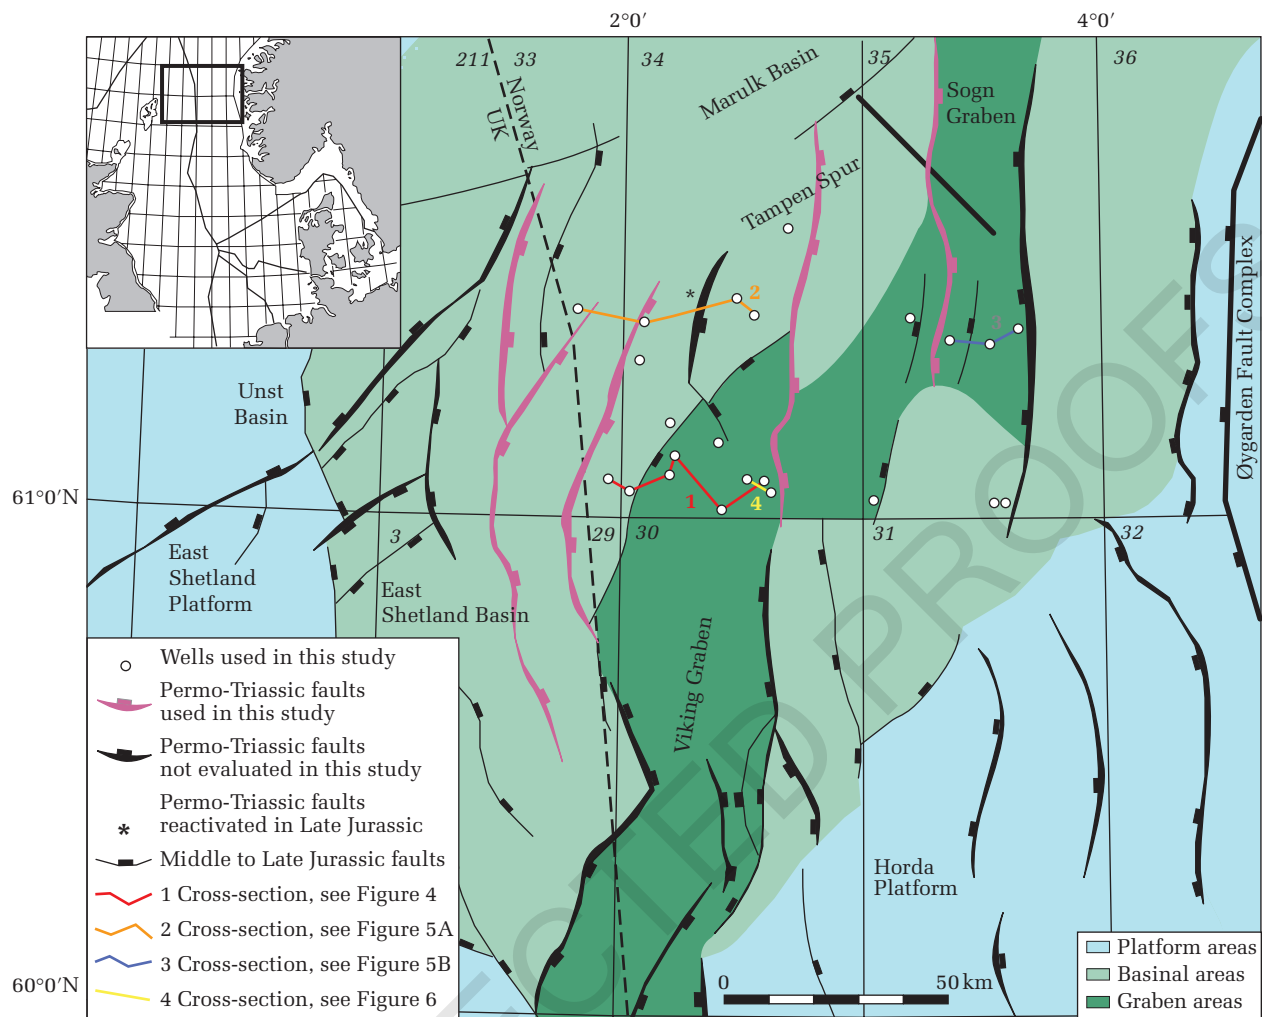 2°0′
4°0′
211
33
34
35
36
Norway
UK
Marulk Basin
Sogn
Graben
Tampen Spur
*
2
3
Øygarden Fault Complex
Unst
Basin
61°0′N
1
4
East
Shetland
Platform
3
29
30
31
32
East
Shetland Basin
Viking Graben
Wells used in this study
Permo-Triassic faults
used in this study
Permo-Triassic faults
not evaluated in this study
Permo-Triassic faults
* reactivated in Late Jurassic
Middle to Late Jurassic faults
1 Cross-section, see Figure 4
2 Cross-section, see Figure 5A
3 Cross-section, see Figure 5B
4 Cross-section, see Figure 6
Horda
Platform
60°0′N
0
50 km
Platform areas
Basinal areas
Graben areas
CTED PROOFS